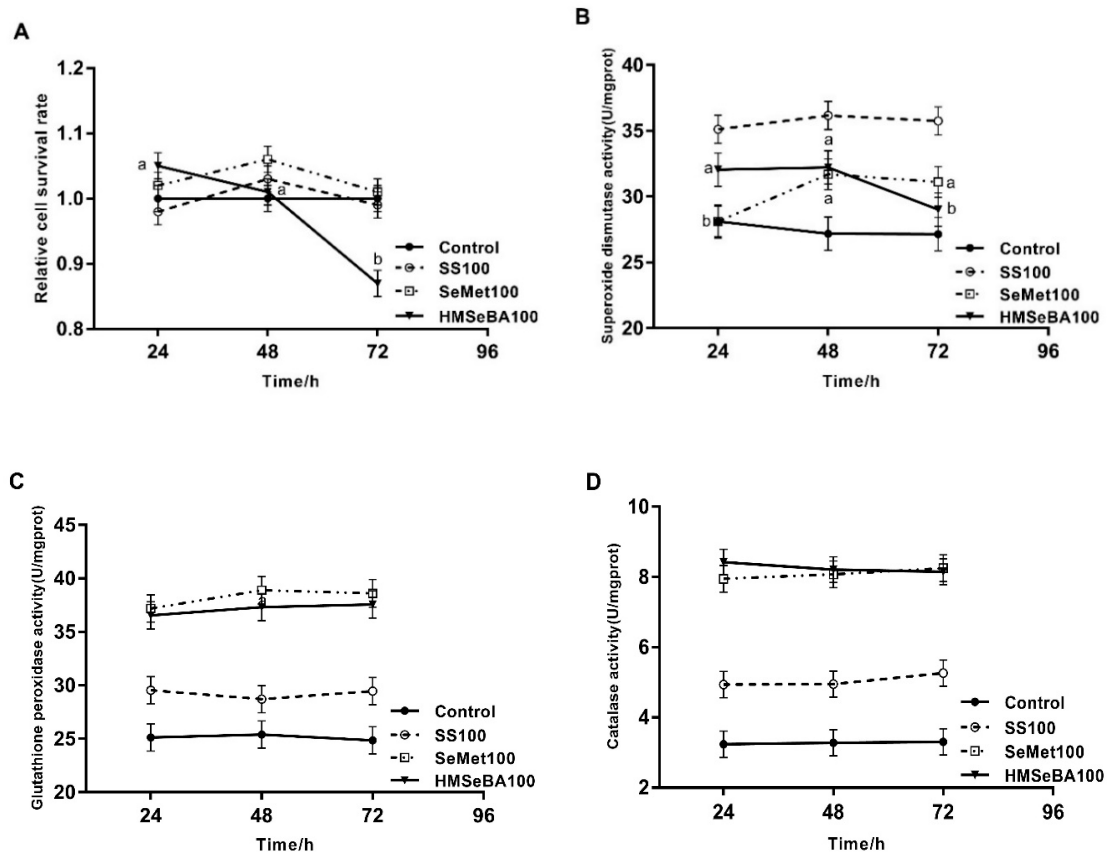 A
Relative cell survival rate
1.2
1.1
1.0
0.9
0.8
a
a
b
Control
SS100
SeMet100
HMSeBA100
24
48
72
96
Time/h
B
Superoxide dismutase activity(U/mgprot)
40
35
30
25
20
a
b
a
a
a
b
Control
SS100
SeMet100
HMSeBA100
24
48
72
96
Time/h
C
Glutathione peroxidase activity(U/mgprot)
45
40
35
30
25
20
a
Control
SS100
SeMet100
HMSeBA100
24
48
72
96
Time/h
D
Catalase activity(U/mgprot)
10
8
6
4
2
Control
SS100
SeMet100
HMSeBA100
24
48
72
96
Time/h